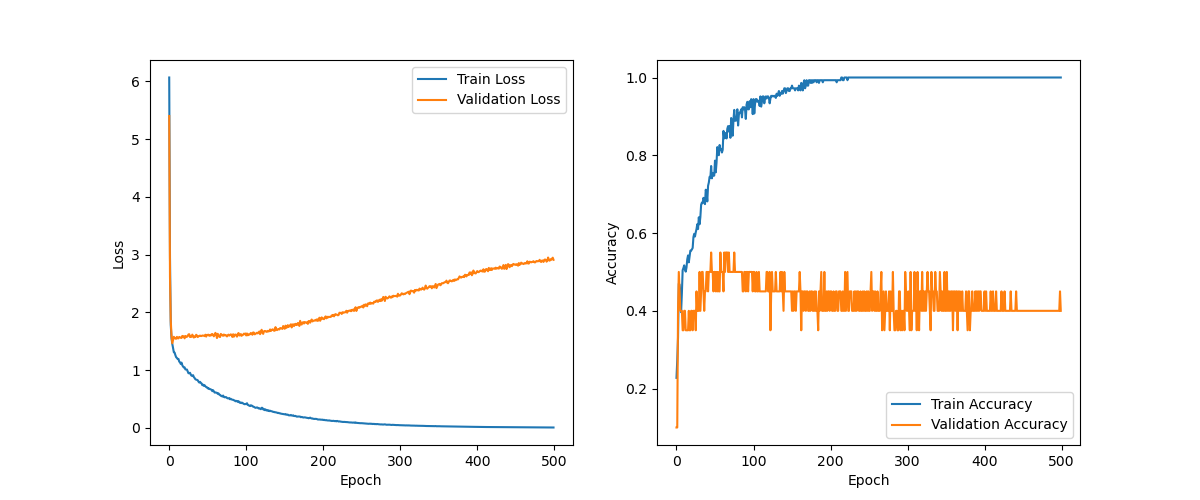 Train Loss
Validation Loss
6
5
4
3
2
1
0
Loss
0 100 200 300 400 500
Epoch
1.0
0.8
0.6
0.4
0.2
Accuracy
Train Accuracy
Validation Accuracy
0 100 200 300 400 500
Epoch